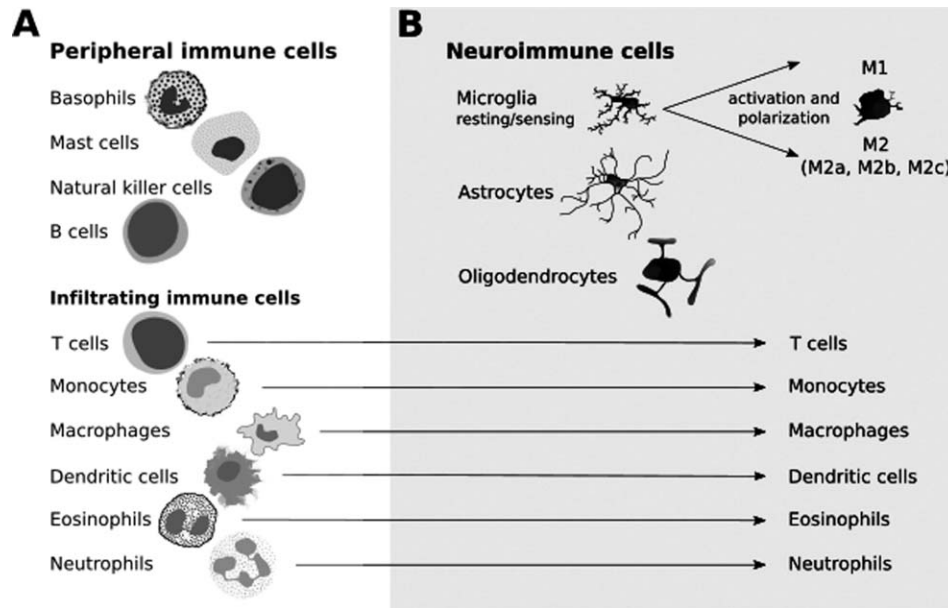 A
Peripheral immune cells
Basophils
Mast cells
Natural killer cells
B cells
Infiltrating immune cells
T cells
Monocytes
Macrophages
Dendritic cells
Eosinophils
Neutrophils
B
Neuroimmune cells
Microglia
resting/sensing
activation and
polarization
M1
M2
(M2a, M2b, M2c)
Astrocytes
Oligodendrocytes
T cells
Monocytes
Macrophages
Dendritic cells
Eosinophils
Neutrophils